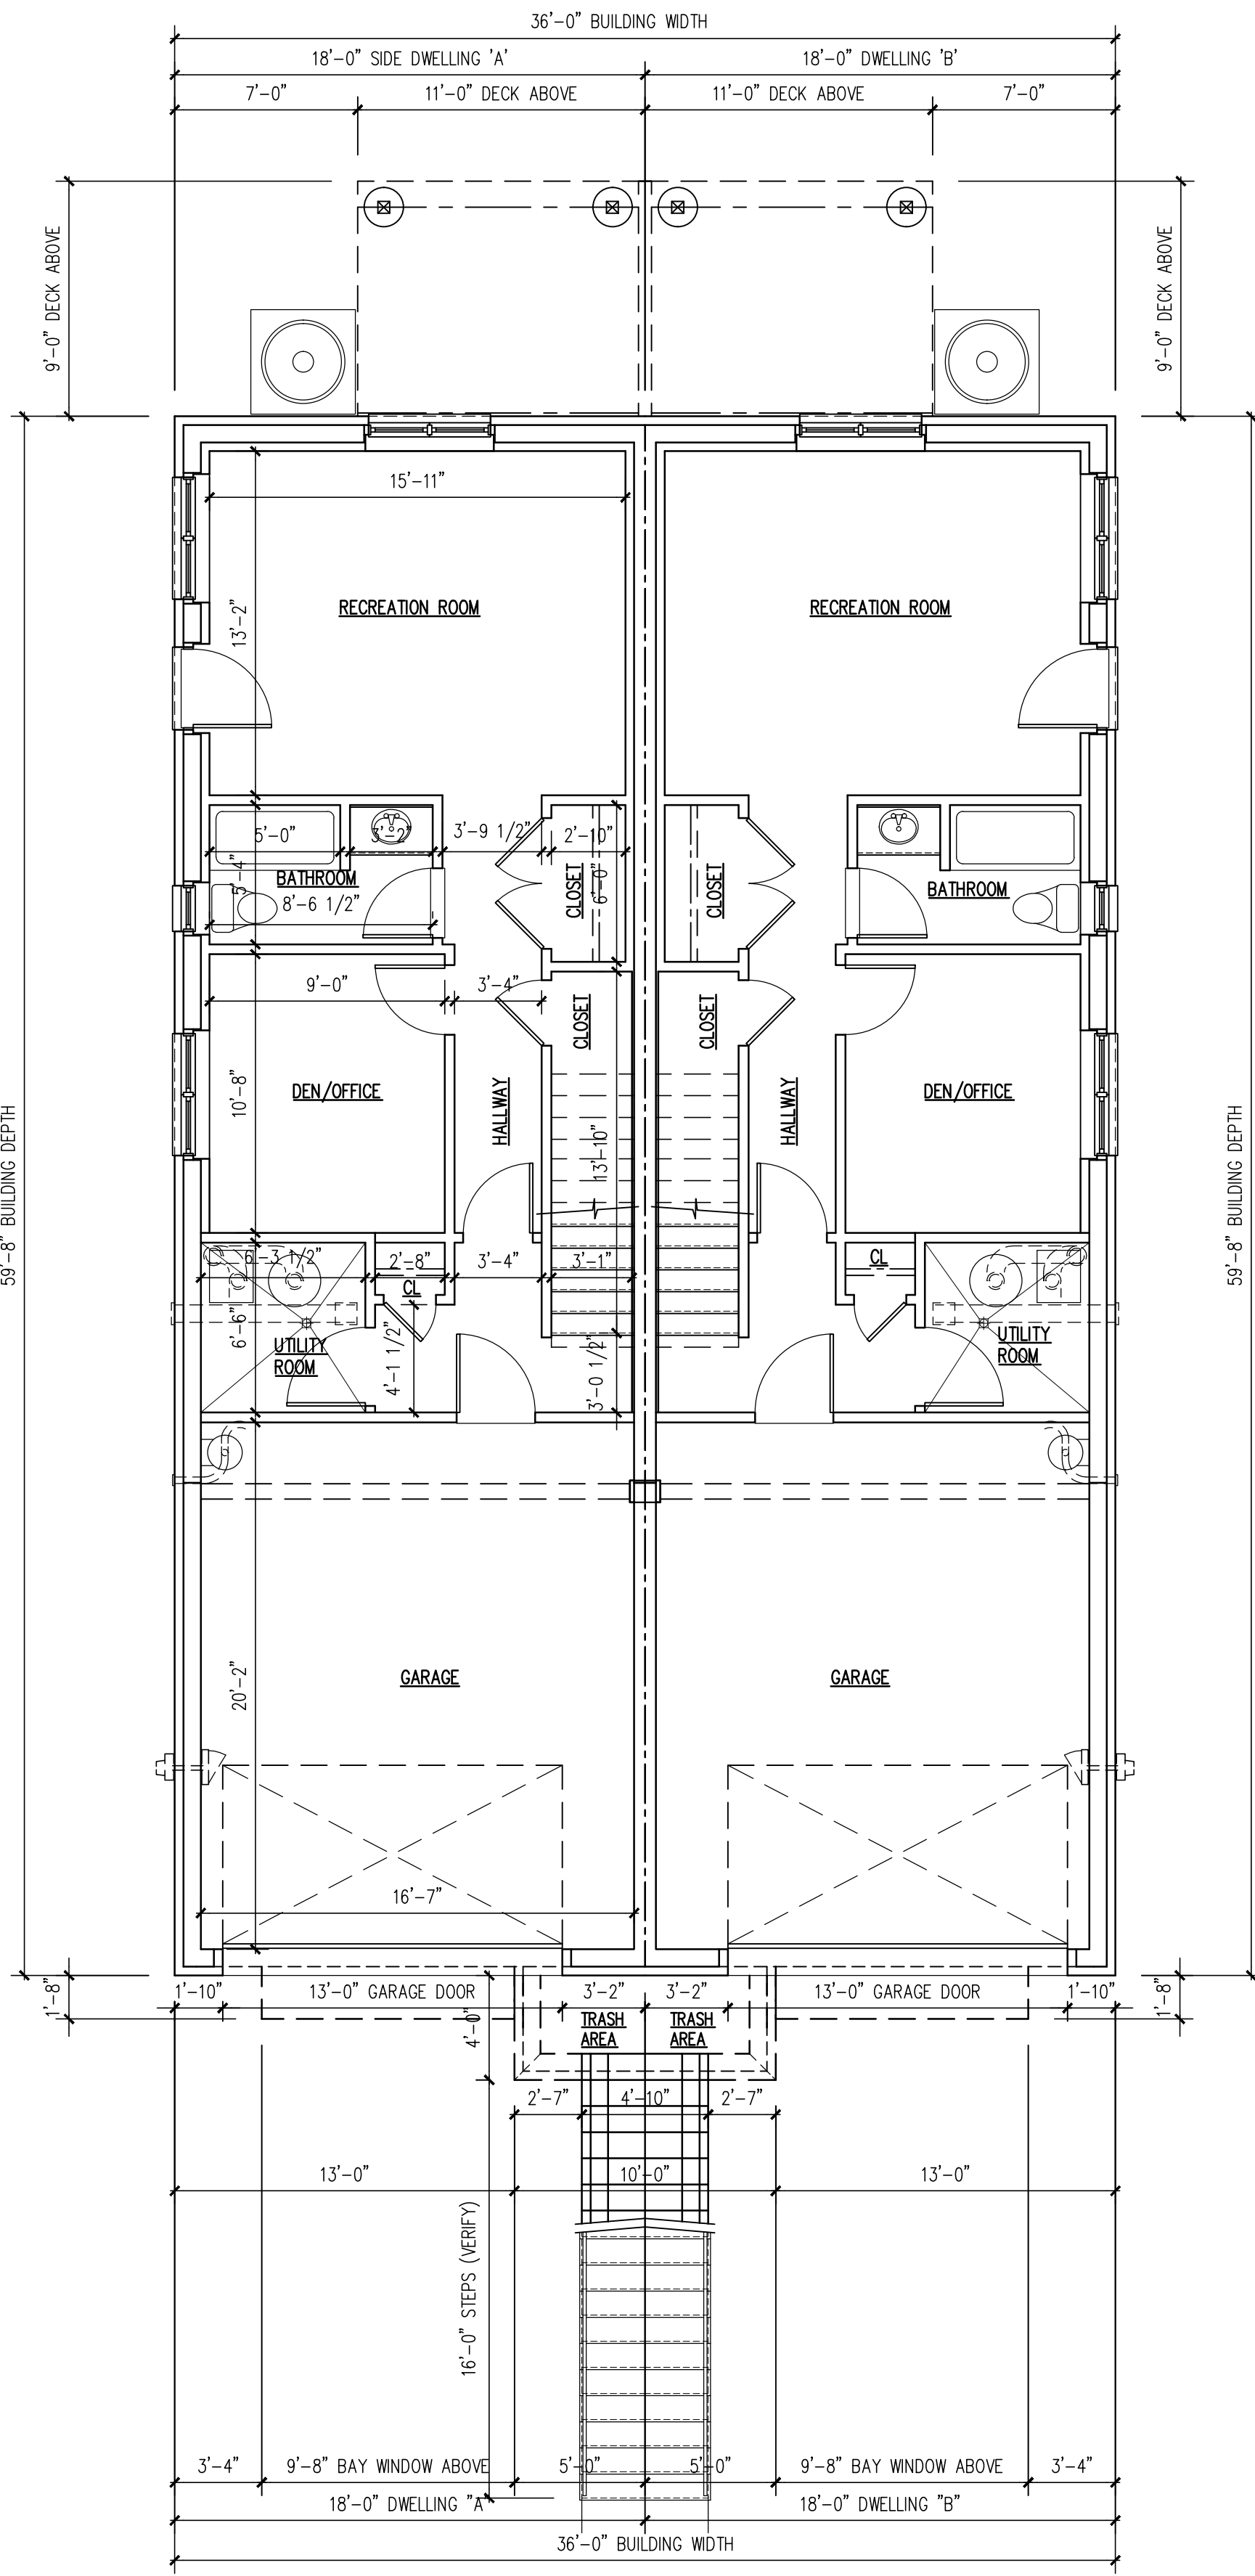 36'-0" BUILDING WIDTH
18'-0" SIDE DWELLING 'A'
18'-0" DWELLING 'B'
7'-0"
11'-0" DECK ABOVE
11'-0" DECK ABOVE
7'-0"
9'-0" DECK ABOVE
9'-0" DECK ABOVE
15'-11"
RECREATION ROOM
RECREATION ROOM
13'-2"
5'-0"
3'-2"
3'-9 1/2"
2'-10"
5'-4"
BATHROOM
8'-6 1/2"
CLOSET
6'-0"
CLOSET
BATHROOM
9'-0"
3'-4"
CLOSET
CLOSET
DEN/OFFICE
10'-8"
HALLWAY
13'-10"
HALLWAY
DEN/OFFICE
59'-8" BUILDING DEPTH
59'-8" BUILDING DEPTH
6'-3 1/2"
2'-8"
3'-4"
3'-1"
CL
CL
6'-6"
UTILITY
ROOM
4'-1 1/2"
3'-0 1/2"
UTILITY
ROOM
GARAGE
GARAGE
20'-2"
16'-7"
1'-8"
1'-10"
13'-0" GARAGE DOOR
3'-2"
3'-2"
13'-0" GARAGE DOOR
1'-10"
1'-8"
4'-0"
TRASH
AREA
TRASH
AREA
2'-7"
4'-10"
2'-7"
13'-0"
10'-0"
13'-0"
16'-0" STEPS (VERIFY)
3'-4"
9'-8" BAY WINDOW ABOVE
5'-0"
5'-0"
9'-8" BAY WINDOW ABOVE
3'-4"
18'-0" DWELLING "A
18'-0" DWELLING "B"
36'-0" BUILDING WIDTH